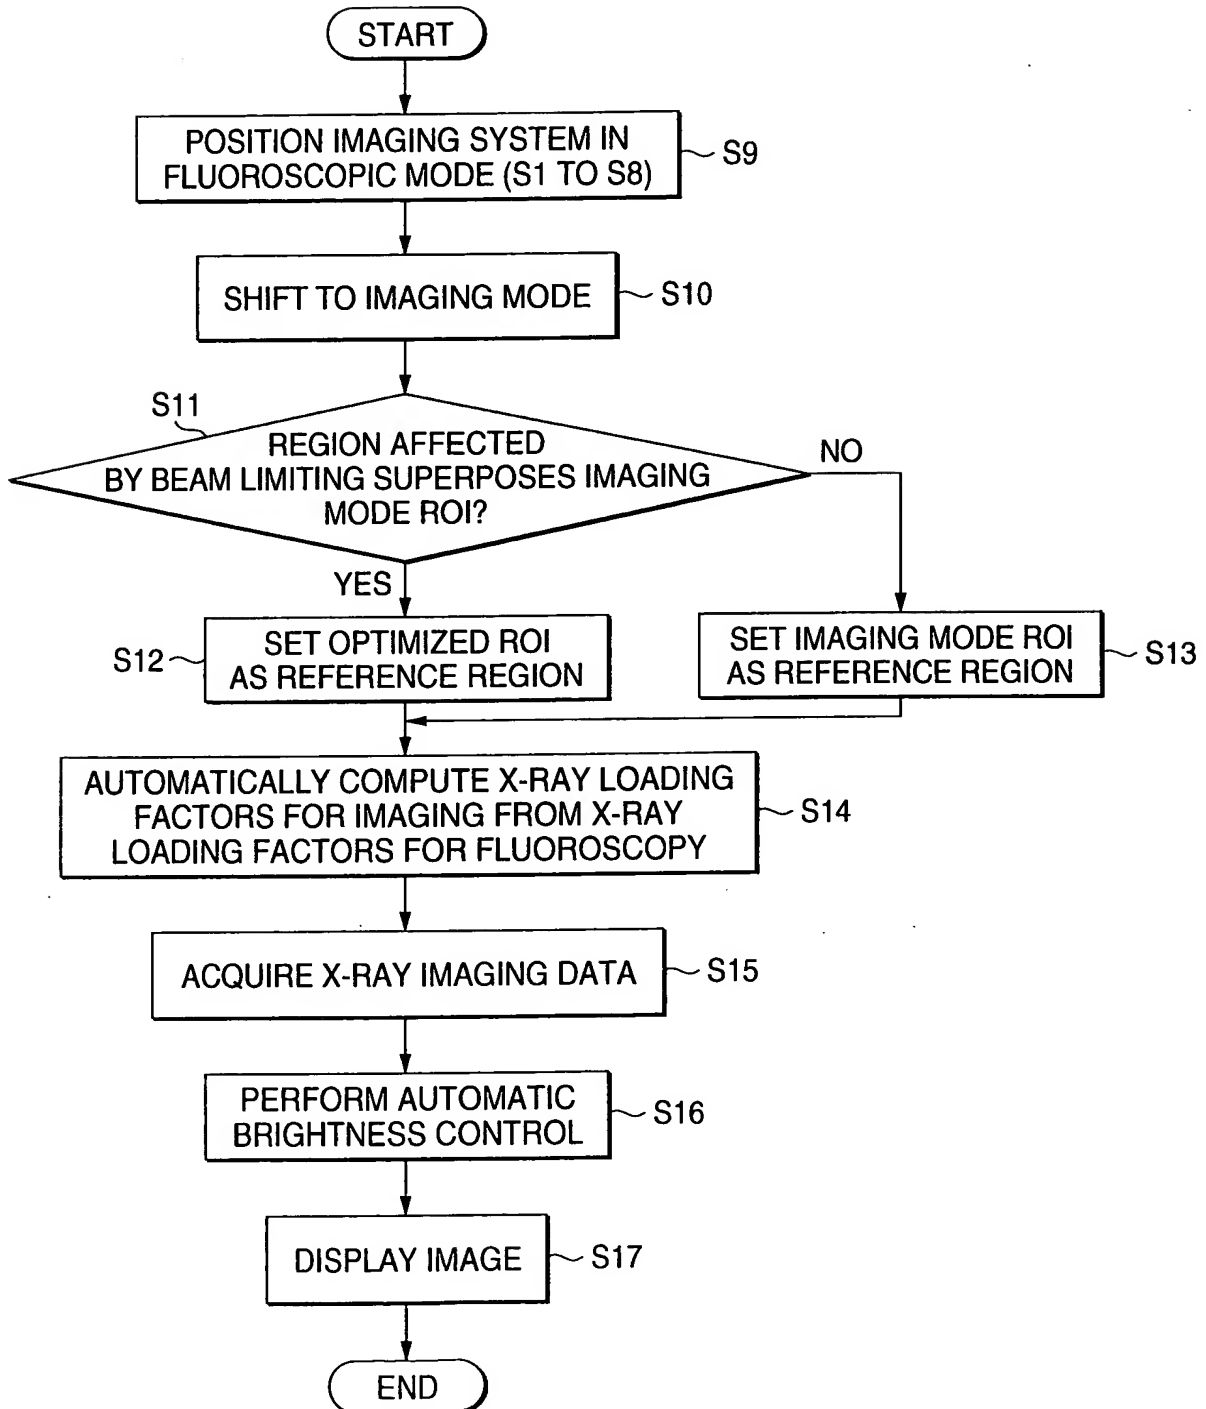 START
POSITION IMAGING SYSTEM IN
FLUOROSCOPIC MODE (S1 TO S8)
S9
SHIFT TO IMAGING MODE
S10
S11
REGION AFFECTED
BY BEAM LIMITING SUPERPOSES IMAGING
MODE ROI?
NO
YES
S12
SET OPTIMIZED ROI
AS REFERENCE REGION
SET IMAGING MODE ROI
AS REFERENCE REGION
S13
AUTOMATICALLY COMPUTE X-RAY LOADING
FACTORS FOR IMAGING FROM X-RAY
LOADING FACTORS FOR FLUOROSCOPY
S14
ACQUIRE X-RAY IMAGING DATA
S15
PERFORM AUTOMATIC
BRIGHTNESS CONTROL
S16
DISPLAY IMAGE
S17
END